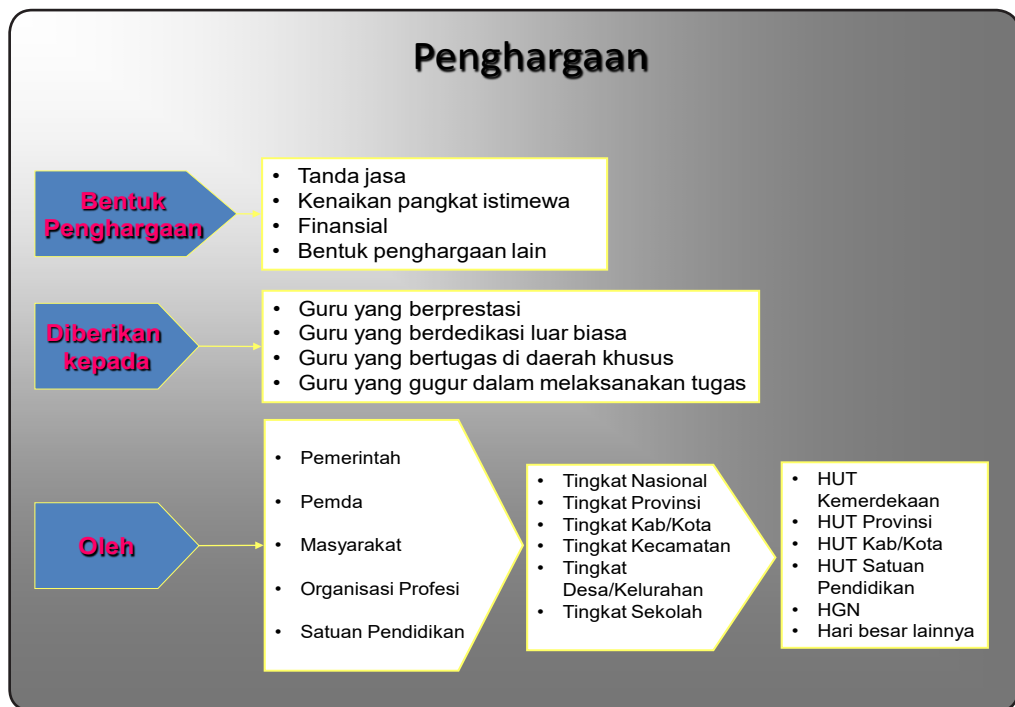 Penghargaan
Bentuk
Penghargaan
• Tanda jasa
• Kenaikan pangkat istimewa
• Finansial
• Bentuk penghargaan lain
Diberikan
kepada
• Guru yang berprestasi
• Guru yang berdedikasi luar biasa
• Guru yang bertugas di daerah khusus
• Guru yang gugur dalam melaksanakan tugas
Oleh
• Pemerintah
• Pemda
• Masyarakat
• Organisasi Profesi
• Satuan Pendidikan
• Tingkat Nasional
• Tingkat Provinsi
• Tingkat Kab/Kota
• Tingkat Kecamatan
• Tingkat
Desa/Kelurahan
• Tingkat Sekolah
• HUT
Kemerdekaan
• HUT Provinsi
• HUT Kab/Kota
• HUT Satuan
Pendidikan
• HGN
• Hari besar lainnya